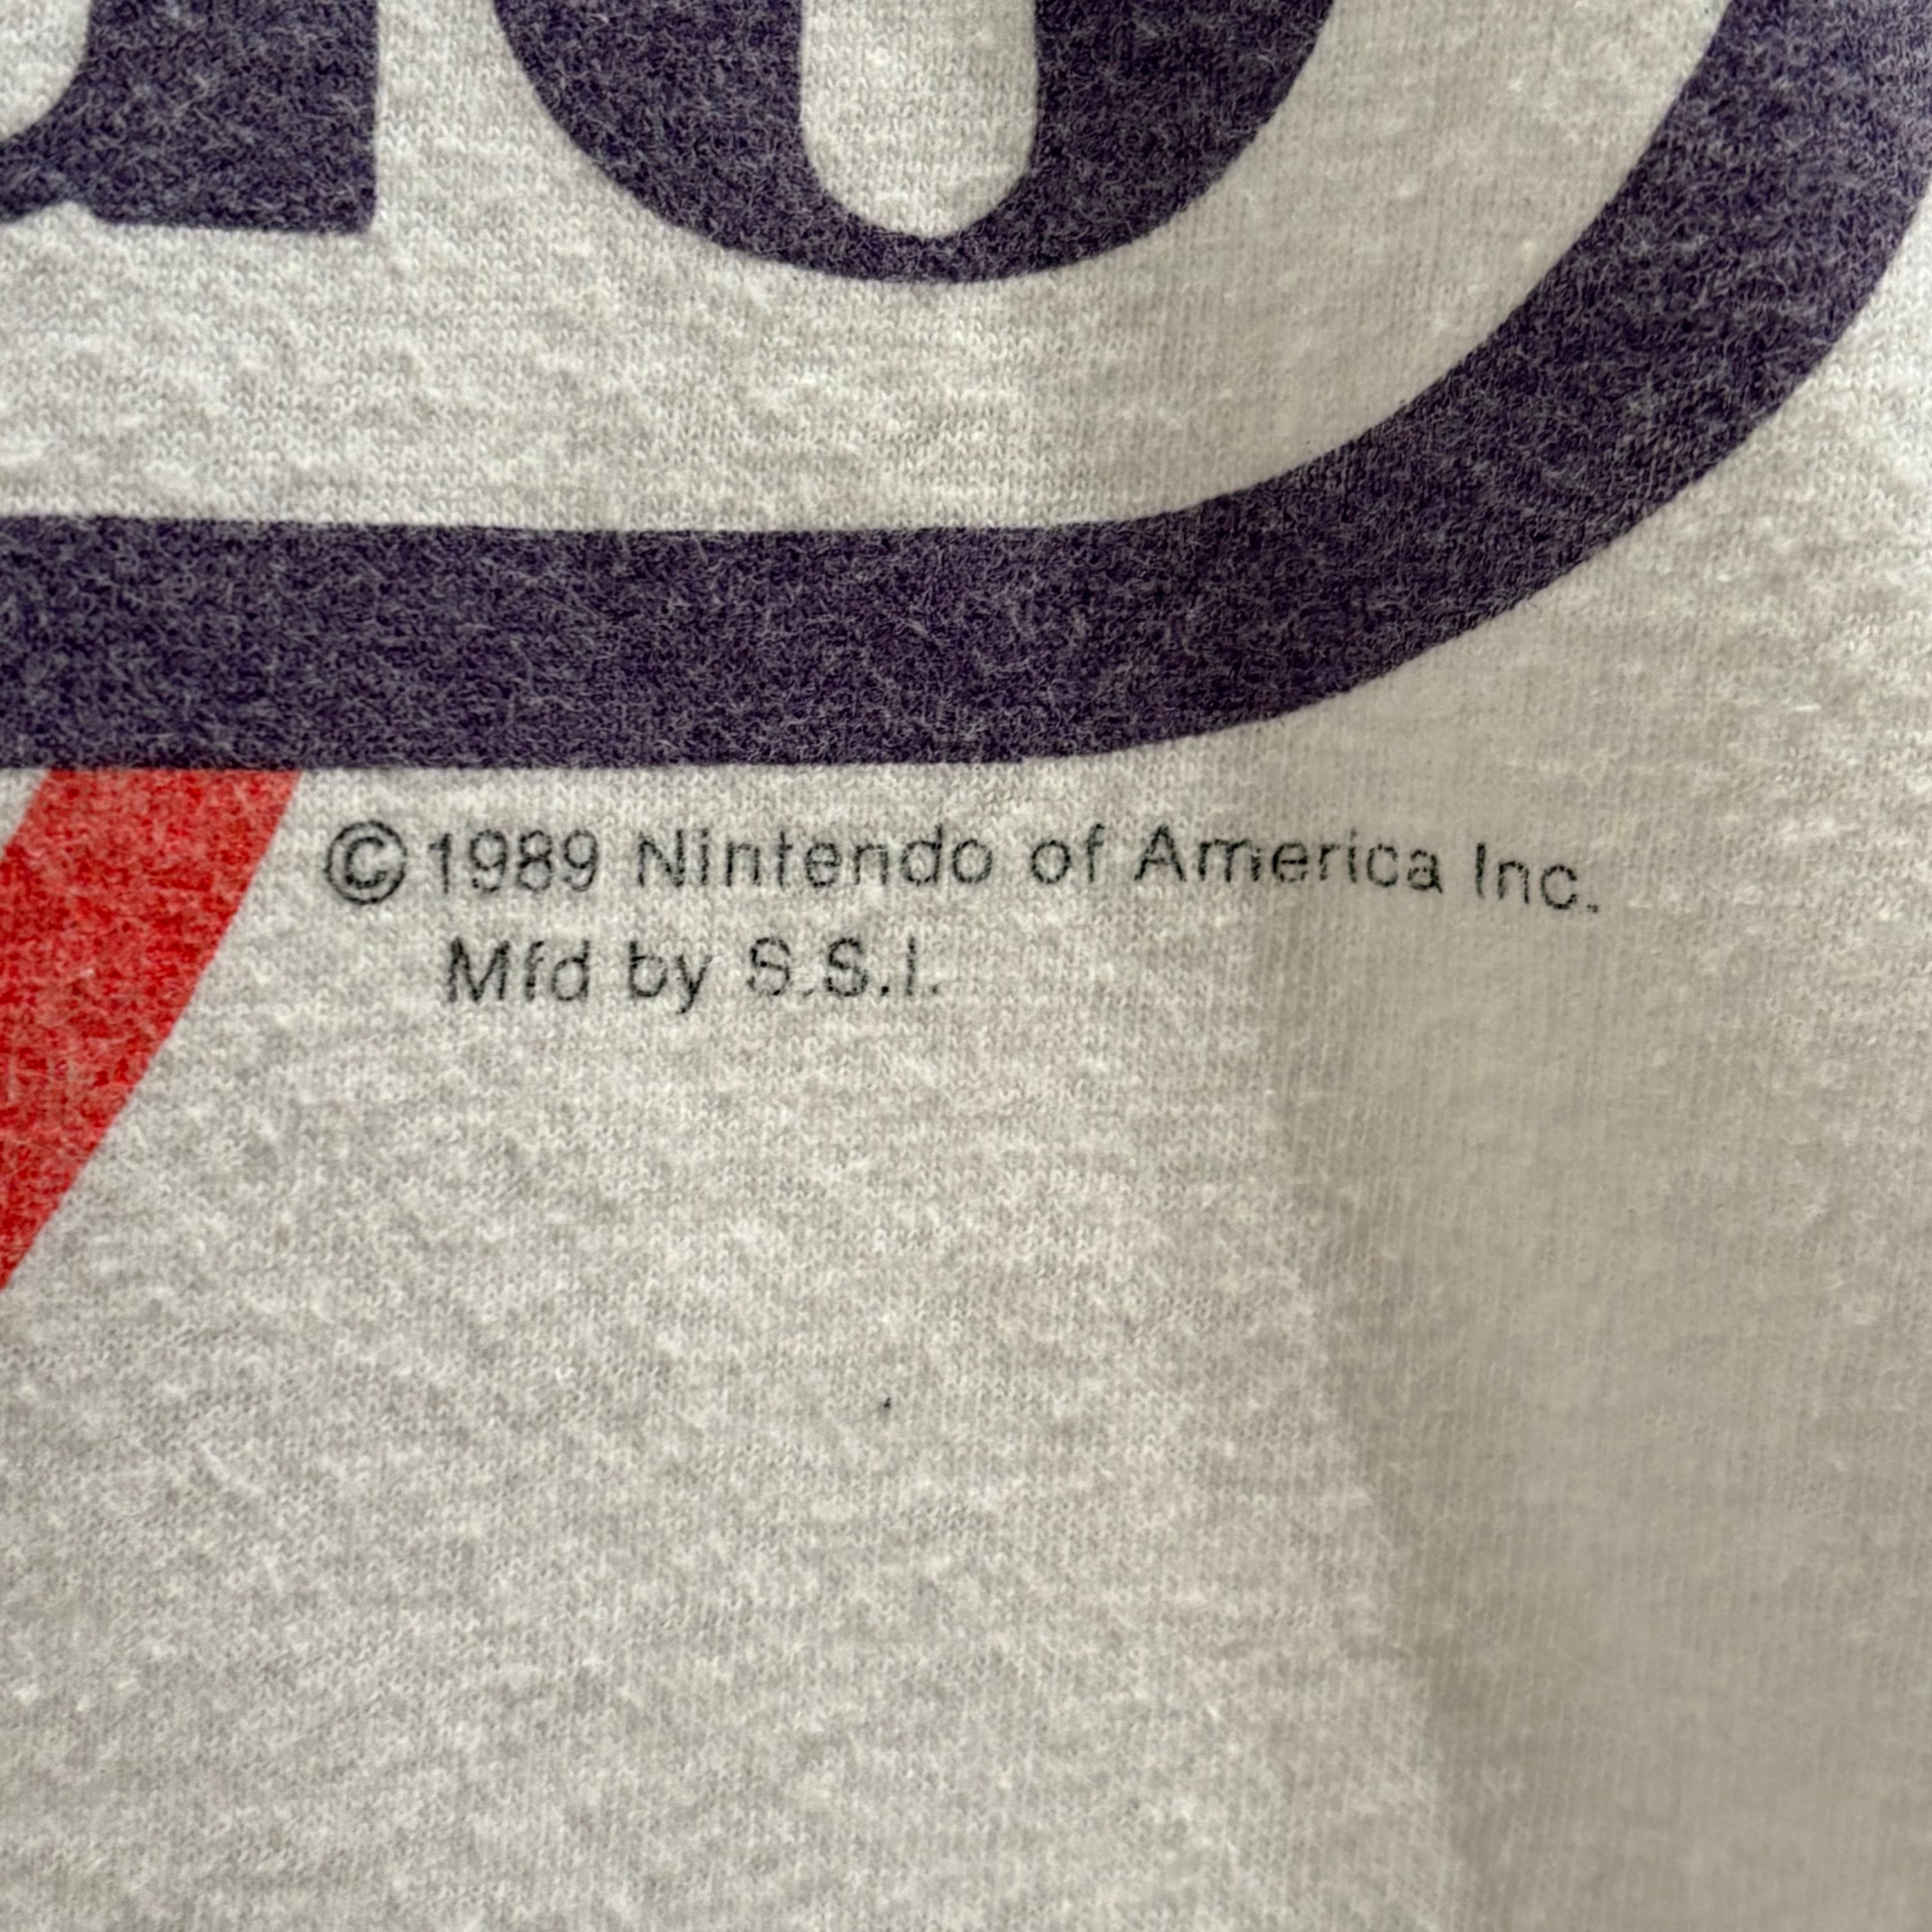 ©1989 Nintendo of America Inc.
Mfd by S.S.I.